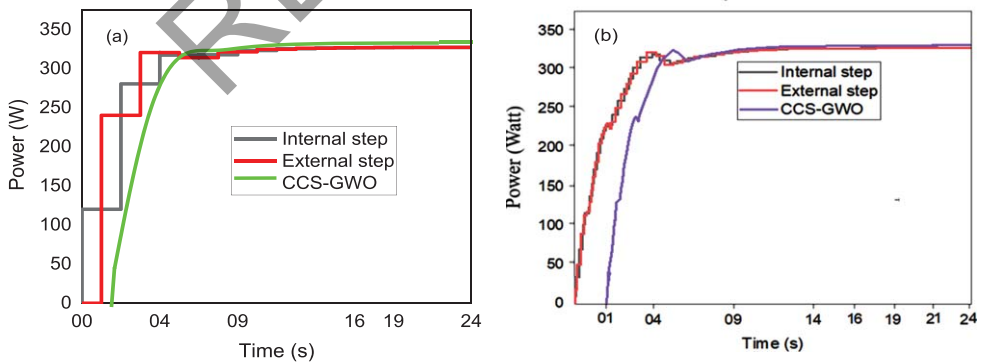 (a)
350
300
250
200
150
100
50
0
Power (W)
Internal step
External step
CCS-GWO
00 04 09 16 19 24
Time (s)
(b)
350
300
250
200
150
100
50
0
Power (Watt)
Internal step
External step
CCS-GWO
01 04 09 14 16 19 21 24
Time (s)